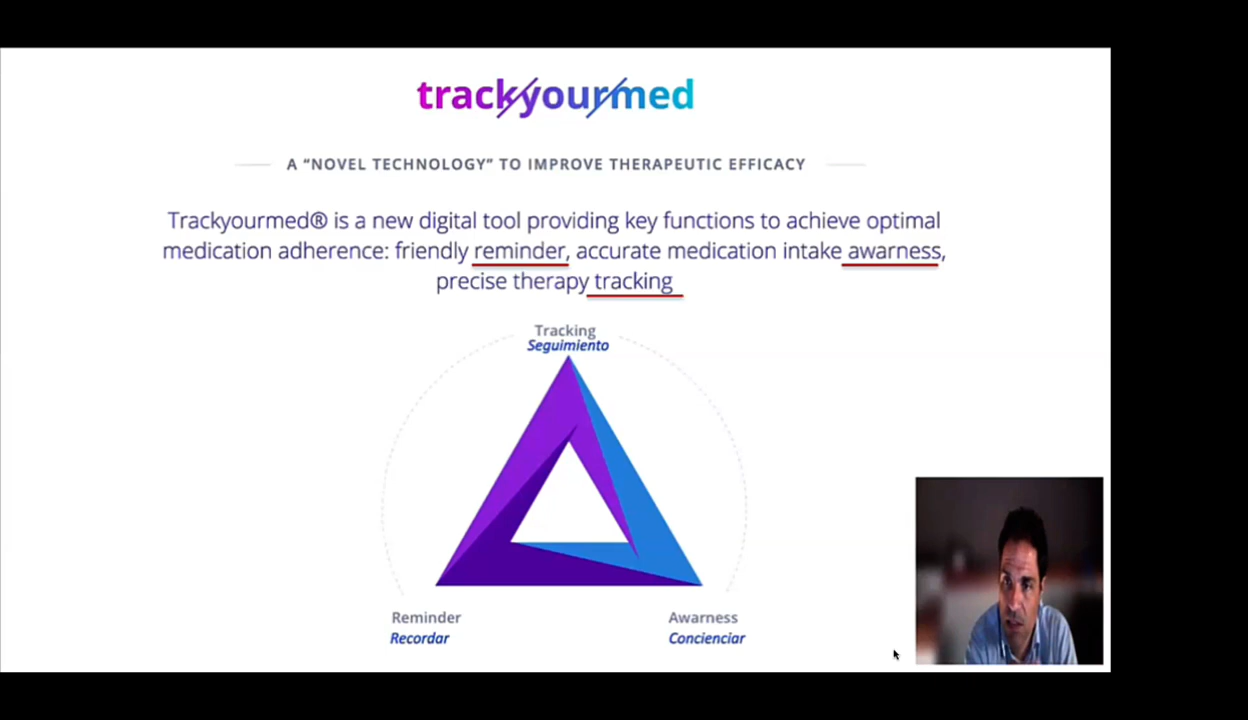 trackyourmed
A “NOVEL TECHNOLOGY” TO IMPROVE THERAPEUTIC EFFICACY
Trackyourmed® is a new digital tool providing key functions to achieve optimal
medication adherence: friendly reminder, accurate medication intake awarness,
precise therapy tracking
Tracking
Seguimiento
Reminder
Recordar
Awarness
Concienciar